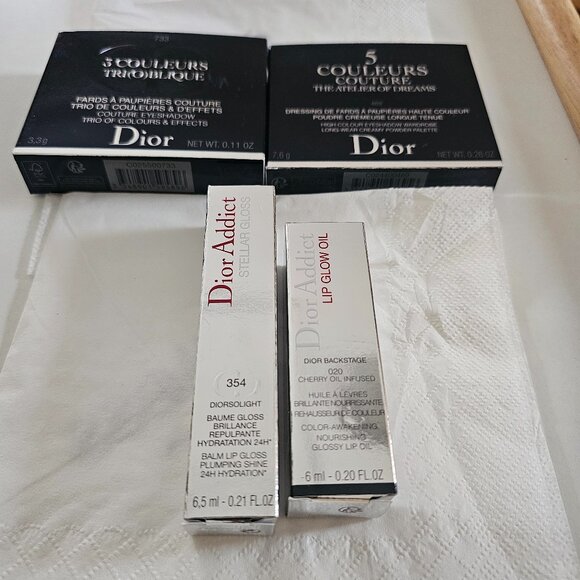 733
3 COULEURS
TRI(O)BLIQUE
FARDS À PAUPIÈRES COUTURE
TRIO DE COULEURS & D'EFFETS
COUTURE EYESHADOW
TRIO OF COLOURS & EFFECTS
3,3g
Dior
NET WT. 0.11 OZ
5
COULEURS
COUTURE
THE ATELIER OF DREAMS
DRESSING DE FARDS À PAUPIÈRES HAUTE COULEUR
POUDRE CRÉMEUSE LONGUE TENUE
HIGH COLOUR EYESHADOW WARDROBE
LONG-WEAR CREAMY POWDER PALETTE
7,6g
Dior
NET WT. 0.26 OZ
Dior Addict
STELLAR GLOSS
354
DIORSOLIGHT
BAUME GLOSS
BRILLANCE
REPULPANTE
HYDRATATION 24H*
BALM LIP GLOSS
PLUMPING SHINE
24H HYDRATION*
6,5 ml - 0.21 FL.OZ
Dior Addict
LIP GLOW OIL
DIOR BACKSTAGE
020
CHERRY OIL INFUSED
HUILE À LÈVRES
BRILLANTE NOURRISSANTE
REHAUSSEUR DE COULEUR
COLOR-AWAKENING
NOURISHING
GLOSSY LIP OIL
6 ml - 0.20 FL.OZ